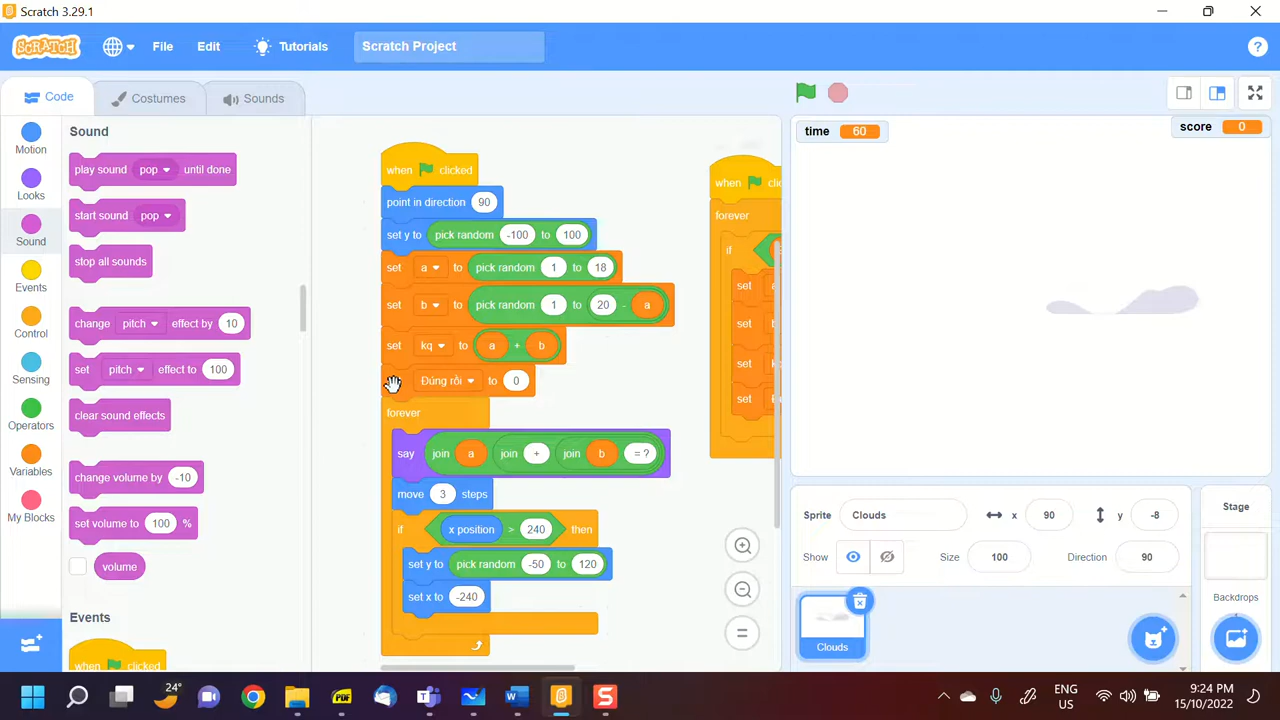 Scratch 3.29.1
SCRATCH File Edit Tutorials Scratch Project ?
Code Costumes Sounds
Motion
Looks
Sound
Events
Control
Sensing
Operators
Variables
My Blocks
Sound
play sound pop until done
start sound pop
stop all sounds
change pitch effect by 10
set pitch effect to 100
clear sound effects
change volume by -10
set volume to 100 %
volume
Events
when clicked
when clicked
point in direction 90
set y to pick random -100 to 100
set a to pick random 1 to 18
set b to pick random 1 to 20 - a
set kq to a + b
Đúng rồi to 0
forever
say join a join + join b = ?
move 3 steps
if x position > 240 then
set y to pick random -50 to 120
set x to -240
when
forever
if
set
set
set
set
time 60
score 0
Sprite Clouds x 90 y -8
Show Size 100 Direction 90
Clouds
Stage
Backdrops
24°
PDF
W
S
ENG
US
9:24 PM
15/10/2022